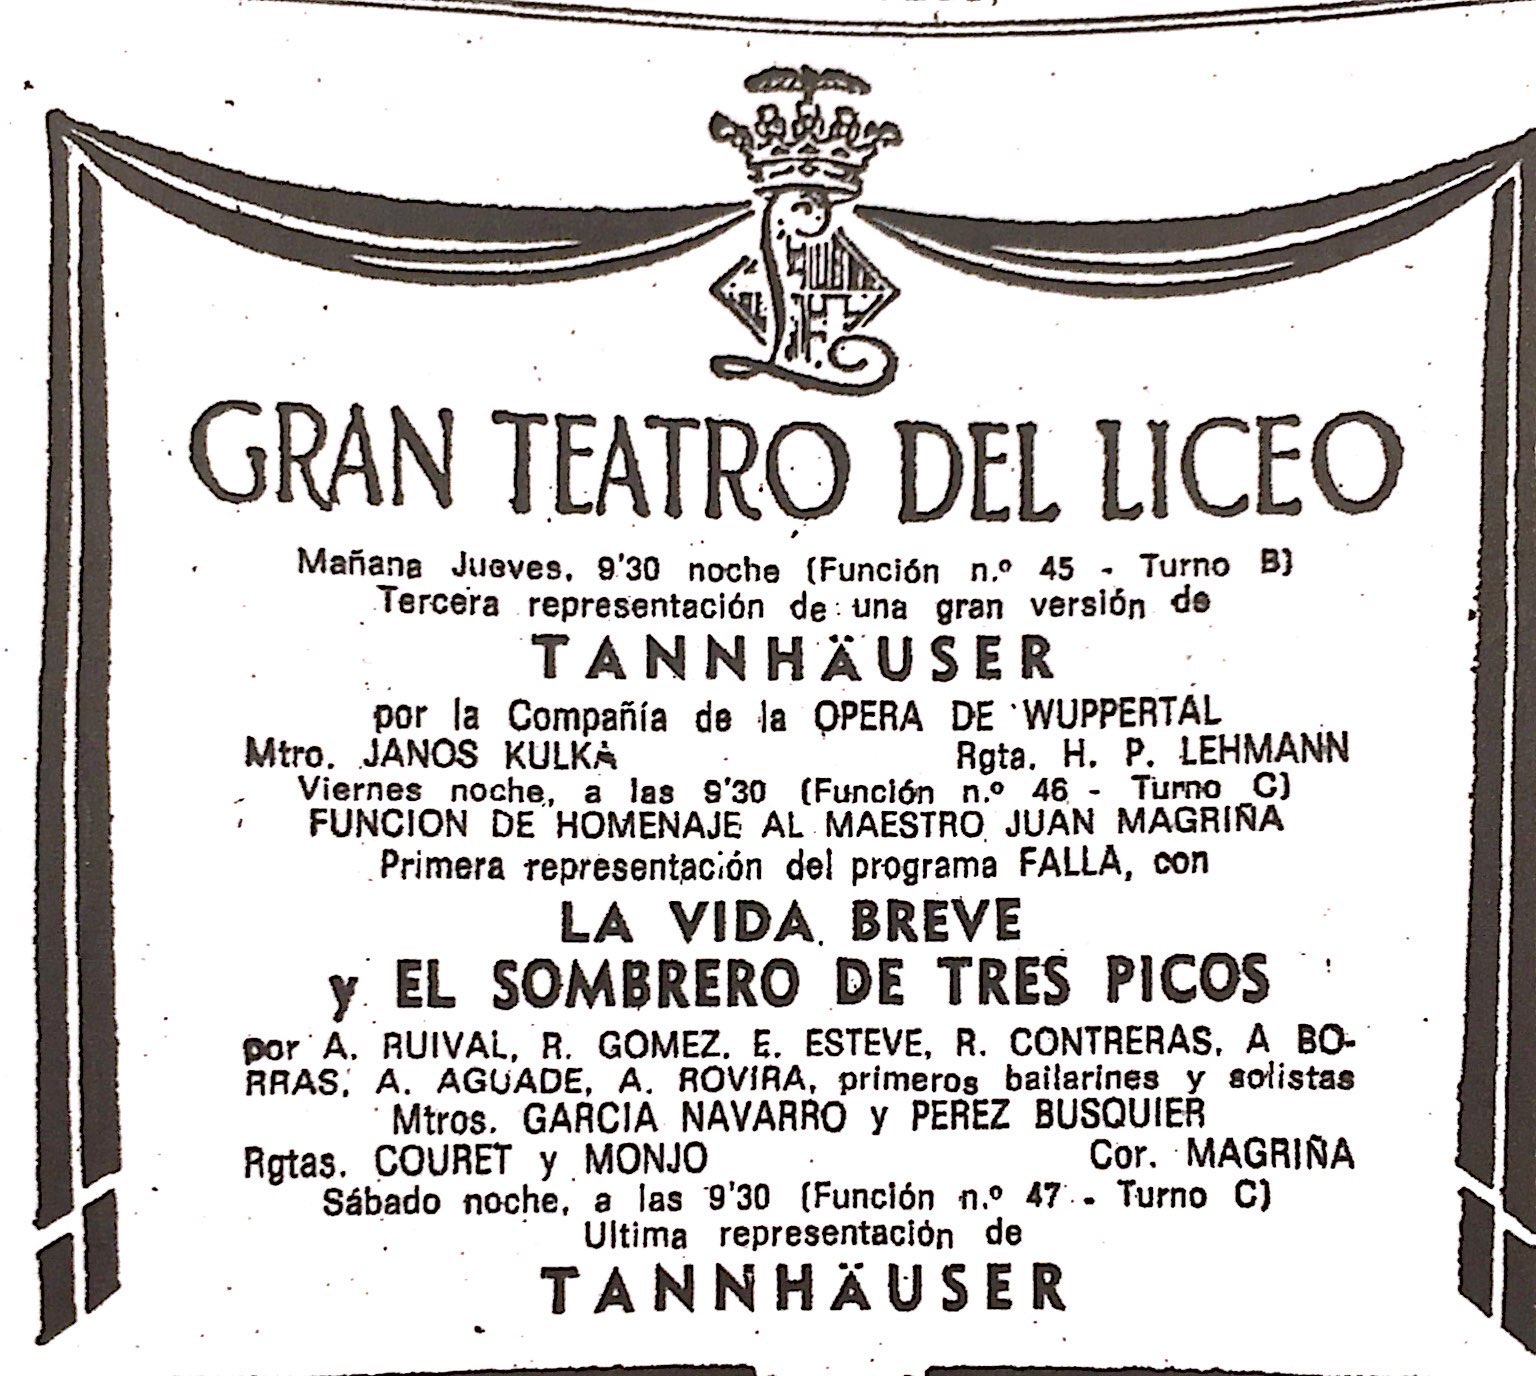 GRAN TEATRO DEL LICEO
Mañana Jueves, 9'30 noche (Función n.º 45 - Turno B)
Tercera representación de una gran versión de
TANNHÄUSER
por la Compañía de la OPERA DE WUPPERTAL
Mtro. JANOS KULKA Rgta. H. P. LEHMANN
Viernes noche, a las 9'30 (Función n.º 46 - Turno C)
FUNCION DE HOMENAJE AL MAESTRO JUAN MAGRIÑA
Primera representación del programa FALLA, con
LA VIDA BREVE
y EL SOMBRERO DE TRES PICOS
por A. RUIVAL, R. GOMEZ, E. ESTEVE, R. CONTRERAS, A BO-
RRAS, A. AGUADE, A. ROVIRA, primeros bailarines y solistas
Mtros. GARCIA NAVARRO y PEREZ BUSQUIER
Rgtas. COURET y MONJO Cor. MAGRIÑA
Sábado noche, a las 9'30 (Función n.º 47 - Turno C)
Ultima representación de
TANNHÄUSER